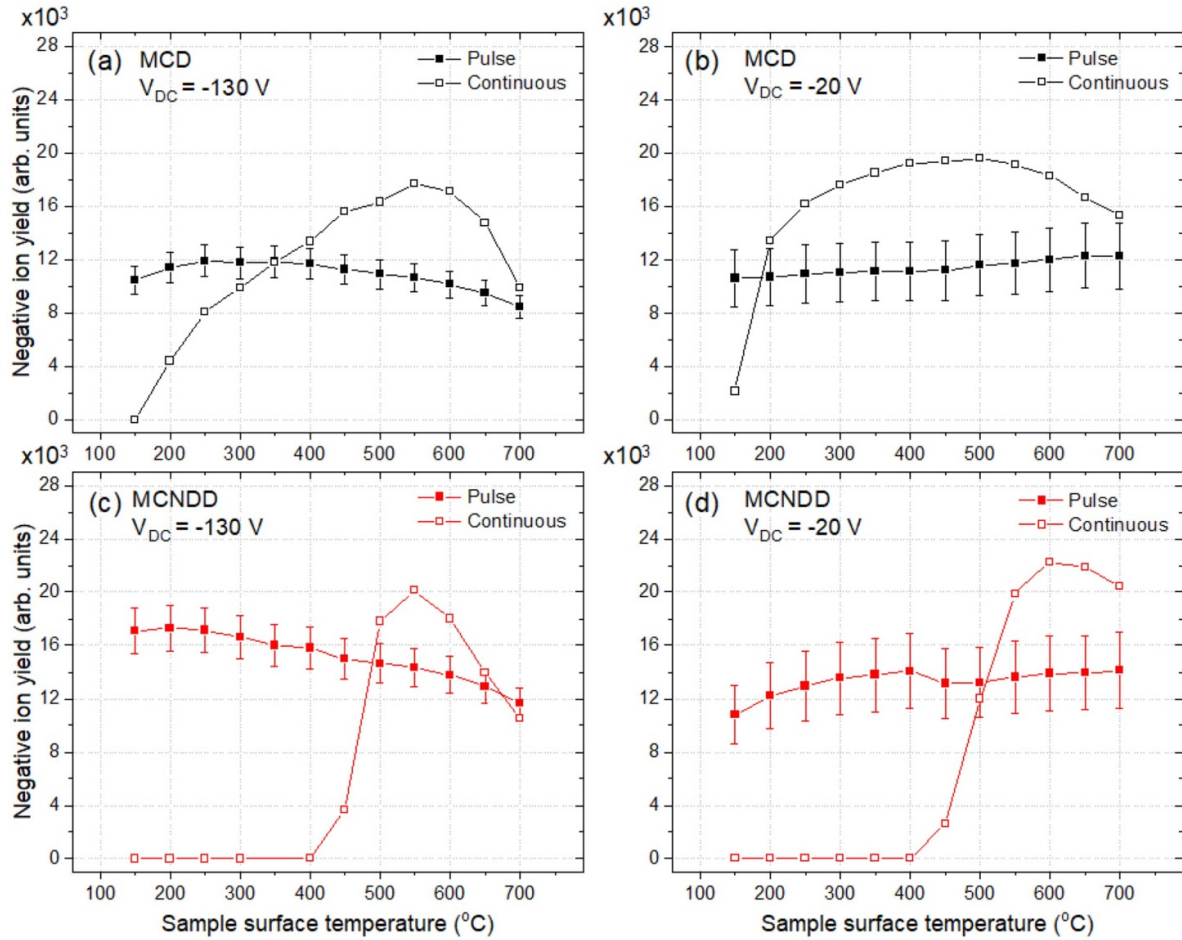 x10³
(a) MCD
V_DC = -130 V
Pulse
Continuous
Negative ion yield (arb. units)
28
24
20
16
12
8
4
0
100 200 300 400 500 600 700
x10³
(b) MCD
V_DC = -20 V
Pulse
Continuous
28
24
20
16
12
8
4
0
100 200 300 400 500 600 700
x10³
(c) MCNDD
V_DC = -130 V
Pulse
Continuous
Negative ion yield (arb. units)
28
24
20
16
12
8
4
0
100 200 300 400 500 600 700
Sample surface temperature (°C)
x10³
(d) MCNDD
V_DC = -20 V
Pulse
Continuous
28
24
20
16
12
8
4
0
100 200 300 400 500 600 700
Sample surface temperature (°C)